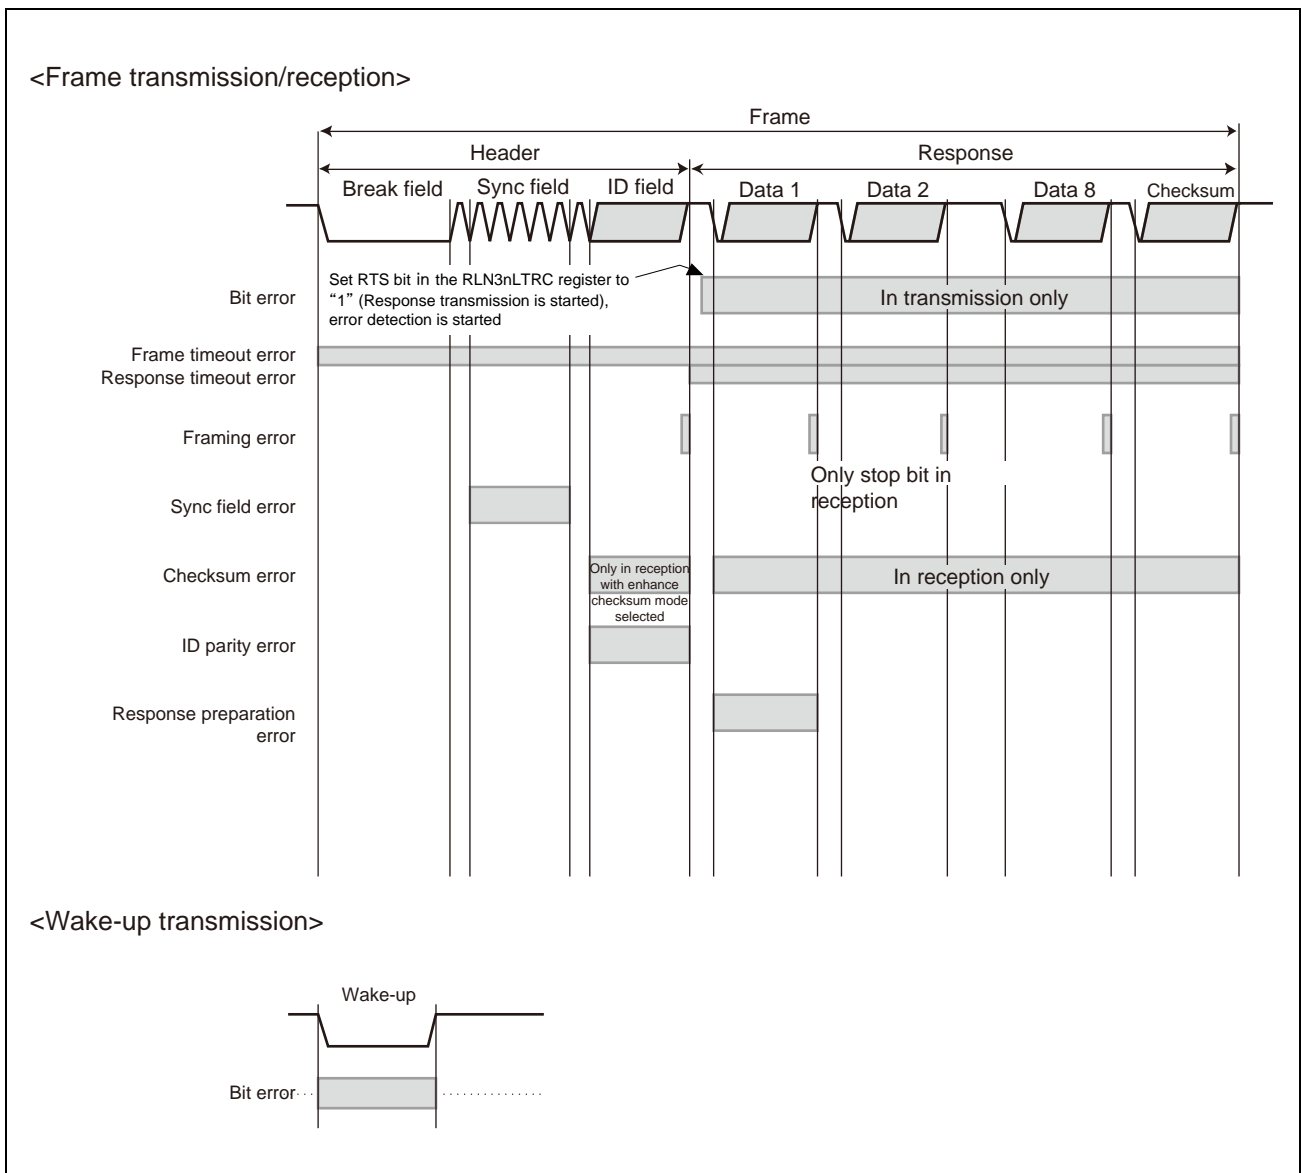 <Frame transmission/reception>
Frame
Header
Response
Break field
Sync field
ID field
Data 1
Data 2
Data 8
Checksum
Set RTS bit in the RLN3nLTRC register to
“1” (Response transmission is started),
error detection is started
Bit error
In transmission only
Frame timeout error
Response timeout error
Framing error
Only stop bit in
reception
Sync field error
Checksum error
Only in reception
with enhance
checksum mode
selected
In reception only
ID parity error
Response preparation
error
<Wake-up transmission>
Wake-up
Bit error